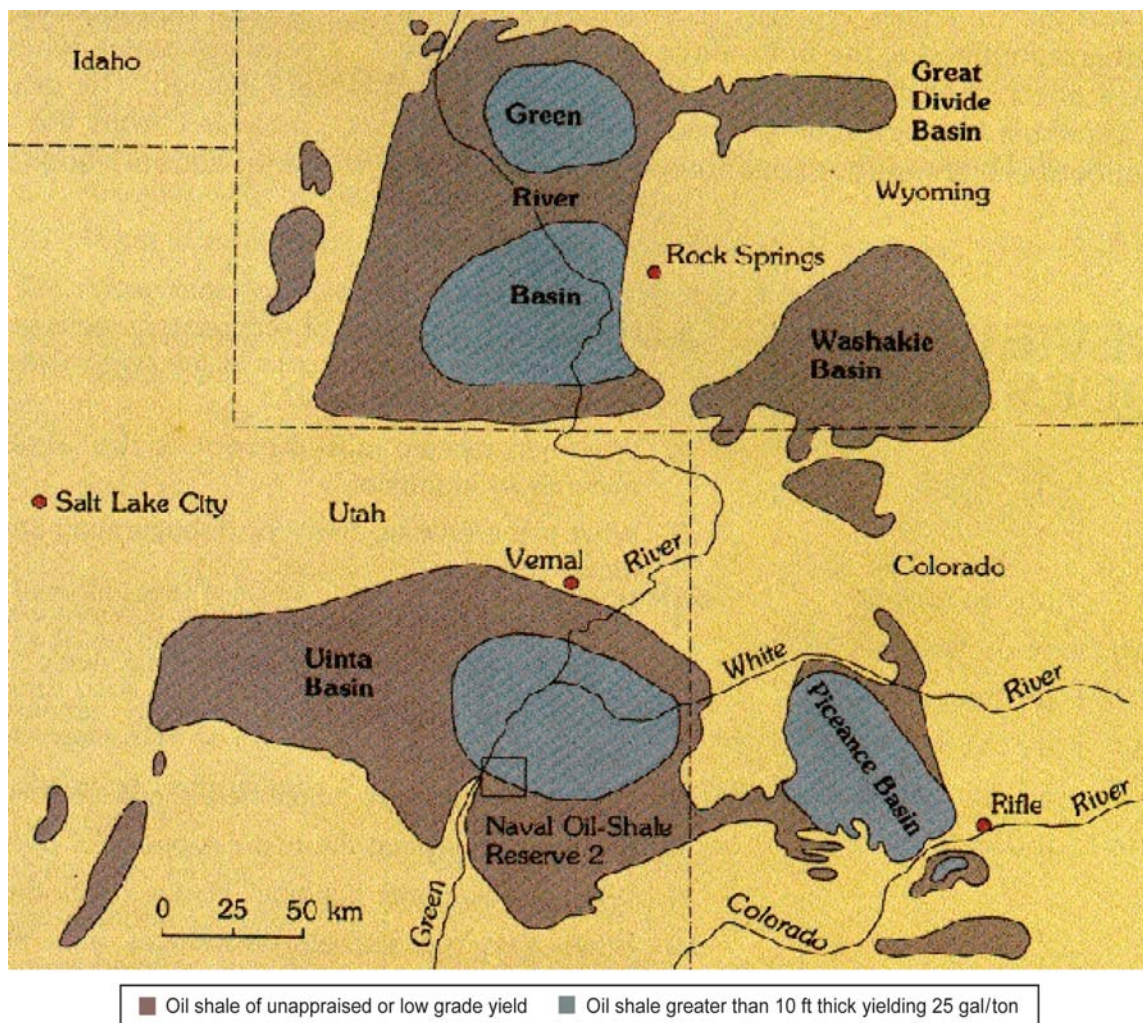 Idaho
Great
Divide
Basin
Green
Wyoming
River
Rock Springs
Basin
Washakie
Basin
Salt Lake City
Utah
Vernal
River
Colorado
Uinta
Basin
White
River
Piceance Basin
Rifle
River
Naval Oil-Shale
Reserve 2
Green
Colorado
0 25 50 km
Oil shale of unappraised or low grade yield
Oil shale greater than 10 ft thick yielding 25 gal/ton